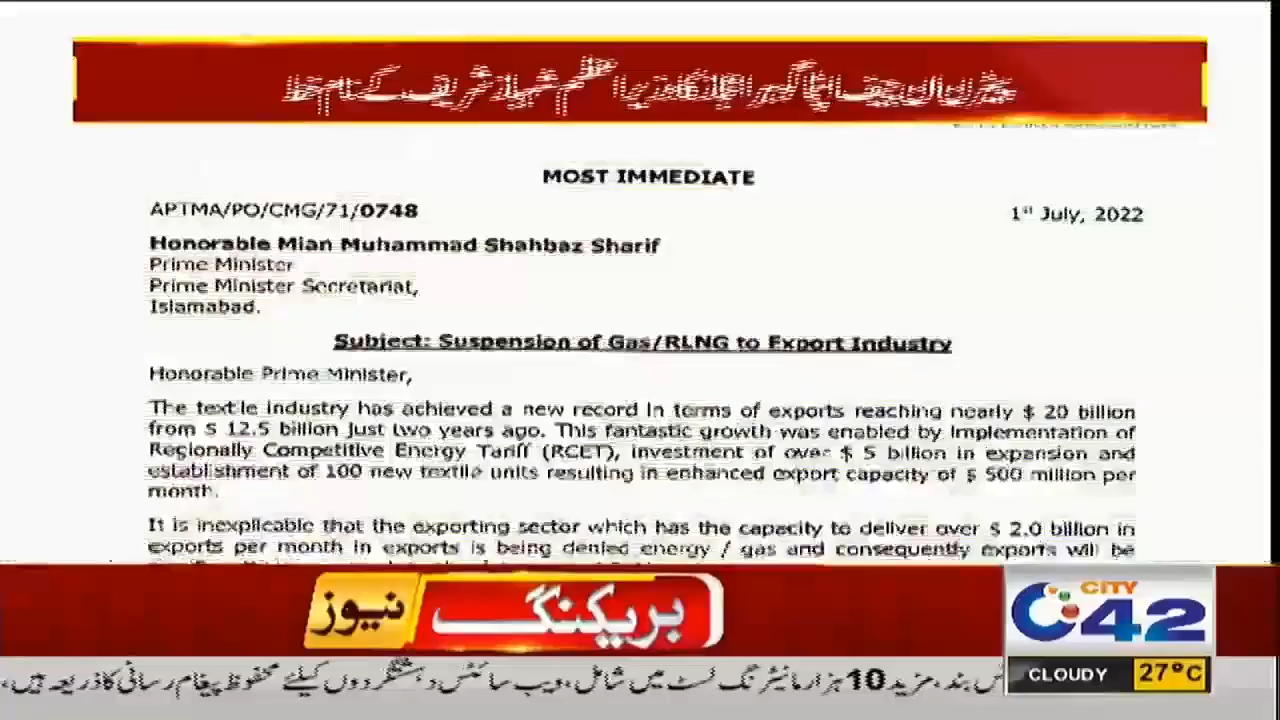 پیٹرن ان چیف اپٹما گوہر اعجاز کا وزیراعظم شہباز شریف کے نام خط
MOST IMMEDIATE
APTMA/PO/CMG/71/0748
1st July, 2022
Honorable Mian Muhammad Shahbaz Sharif
Prime Minister
Prime Minister Secretariat,
Islamabad.
Subject: Suspension of Gas/RLNG to Export Industry
Honorable Prime Minister,
The textile industry has achieved a new record in terms of exports reaching nearly $ 20 billion
from $ 12.5 billion just two years ago. This fantastic growth was enabled by implementation of
Regionally Competitive Energy Tariff (RCET), investment of over $ 5 billion in expansion and
establishment of 100 new textile units resulting in enhanced export capacity of $ 500 million per
month.
It is inexplicable that the exporting sector which has the capacity to deliver over $ 2.0 billion in
exports per month in exports is being denied energy / gas and consequently exports will be
بریکنگ نیوز
CITY 42
CLOUDY 27°C
بند، مزید 10 ہزار مانیٹرنگ لسٹ میں شامل، ویب سائٹس دہشتگردوں کیلئے محفوظ پیغام رسانی کا ذریعہ ہیں،